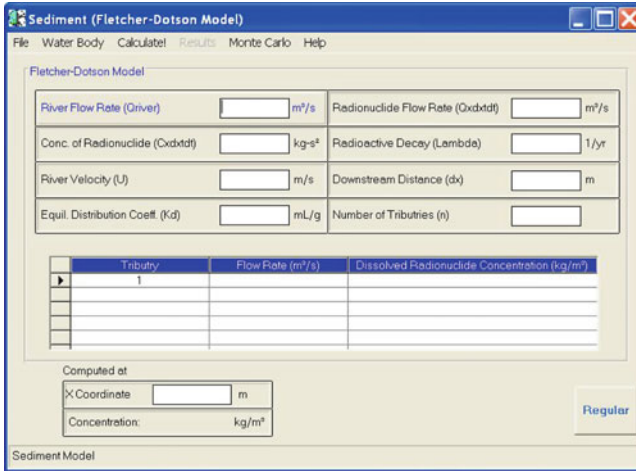 Sediment (Fletcher-Dotson Model)
File Water Body Calculate! Results Monte Carlo Help
Fletcher-Dotson Model
River Flow Rate (Qriver) m³/s Radionuclide Flow Rate (Qxdxtdt) m³/s
Conc. of Radionuclide (Cxdxtdt) kg-s² Radioactive Decay (Lambda) 1/yr
River Velocity (U) m/s Downstream Distance (dx) m
Equil. Distribution Coeff. (Kd) mL/g Number of Tributries (n)
Tributry Flow Rate (m³/s) Dissolved Radionuclide Concentration (kg/m³)
1
Computed at
X Coordinate m
Concentration: kg/m³
Regular
Sediment Model